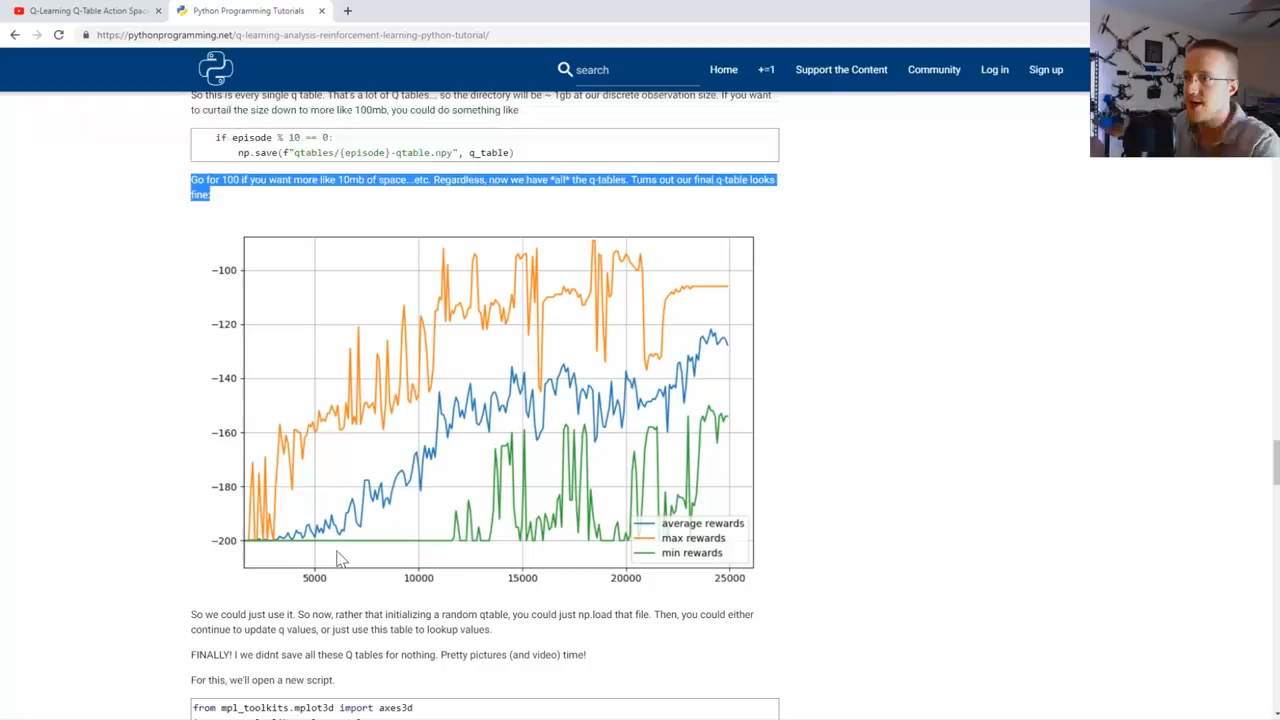 Q-Learning Q-Table Action Spac
Python Programming Tutorials
https://pythonprogramming.net/q-learning-analysis-reinforcement-learning-python-tutorial/
search
Home
+=1
Support the Content
Community
Log in
Sign up
So this is every single q table. That's a lot of Q tables... so the directory will be ~ 1gb at our discrete observation size. If you want
to curtail the size down to more like 100mb, you could do something like
if episode % 10 == 0:
np.save(f"qtables/{episode}-qtable.npy", q_table)
Go for 100 if you want more like 10mb of space...etc. Regardless, now we have *all* the q-tables. Turns out our final q-table looks
fine:
−100
−120
−140
−160
−180
−200
average rewards
max rewards
min rewards
5000
10000
15000
20000
25000
So we could just use it. So now, rather that initializing a random qtable, you could just np.load that file. Then, you could either
continue to update q values, or just use this table to lookup values.
FINALLY! I we didnt save all these Q tables for nothing. Pretty pictures (and video) time!
For this, we'll open a new script.
from mpl_toolkits.mplot3d import axes3d